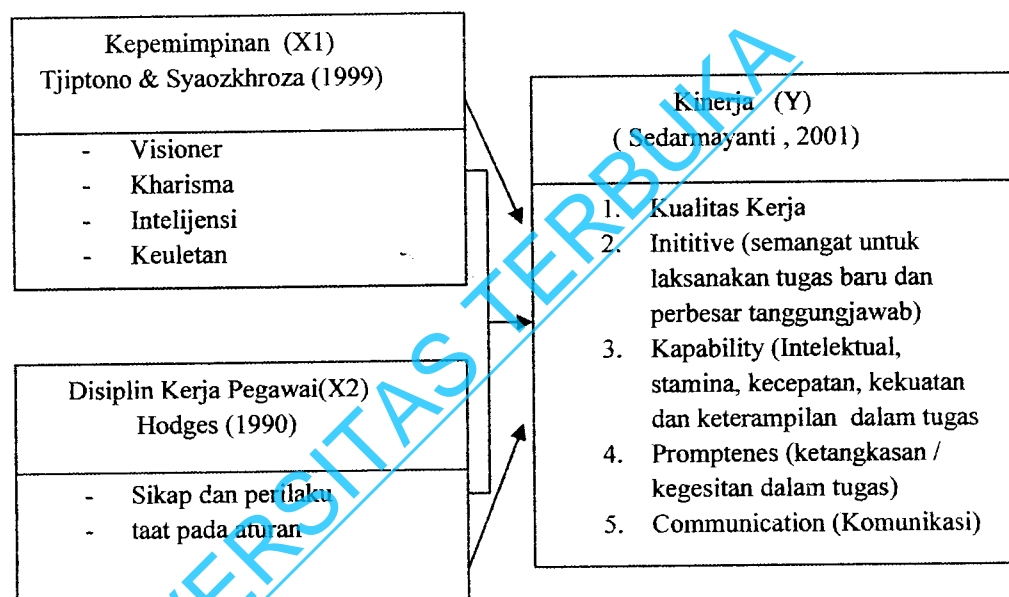 Kepemimpinan (X1)
Tjiptono & Syaozkhroza (1999)
- Visioner
- Kharisma
- Intelijensi
- Keuletan
Disiplin Kerja Pegawai(X2)
Hodges (1990)
- Sikap dan perilaku
- taat pada aturan
Kinerja (Y)
( Sedarmayanti , 2001)
1. Kualitas Kerja
2. Inititive (semangat untuk
laksanakan tugas baru dan
perbesar tanggungjawab)
3. Kapability (Intelektual,
stamina, kecepatan, kekuatan
dan keterampilan dalam tugas
4. Promptenes (ketangkasan /
kegesitan dalam tugas)
5. Communication (Komunikasi)
VERSITAS TERBUKA